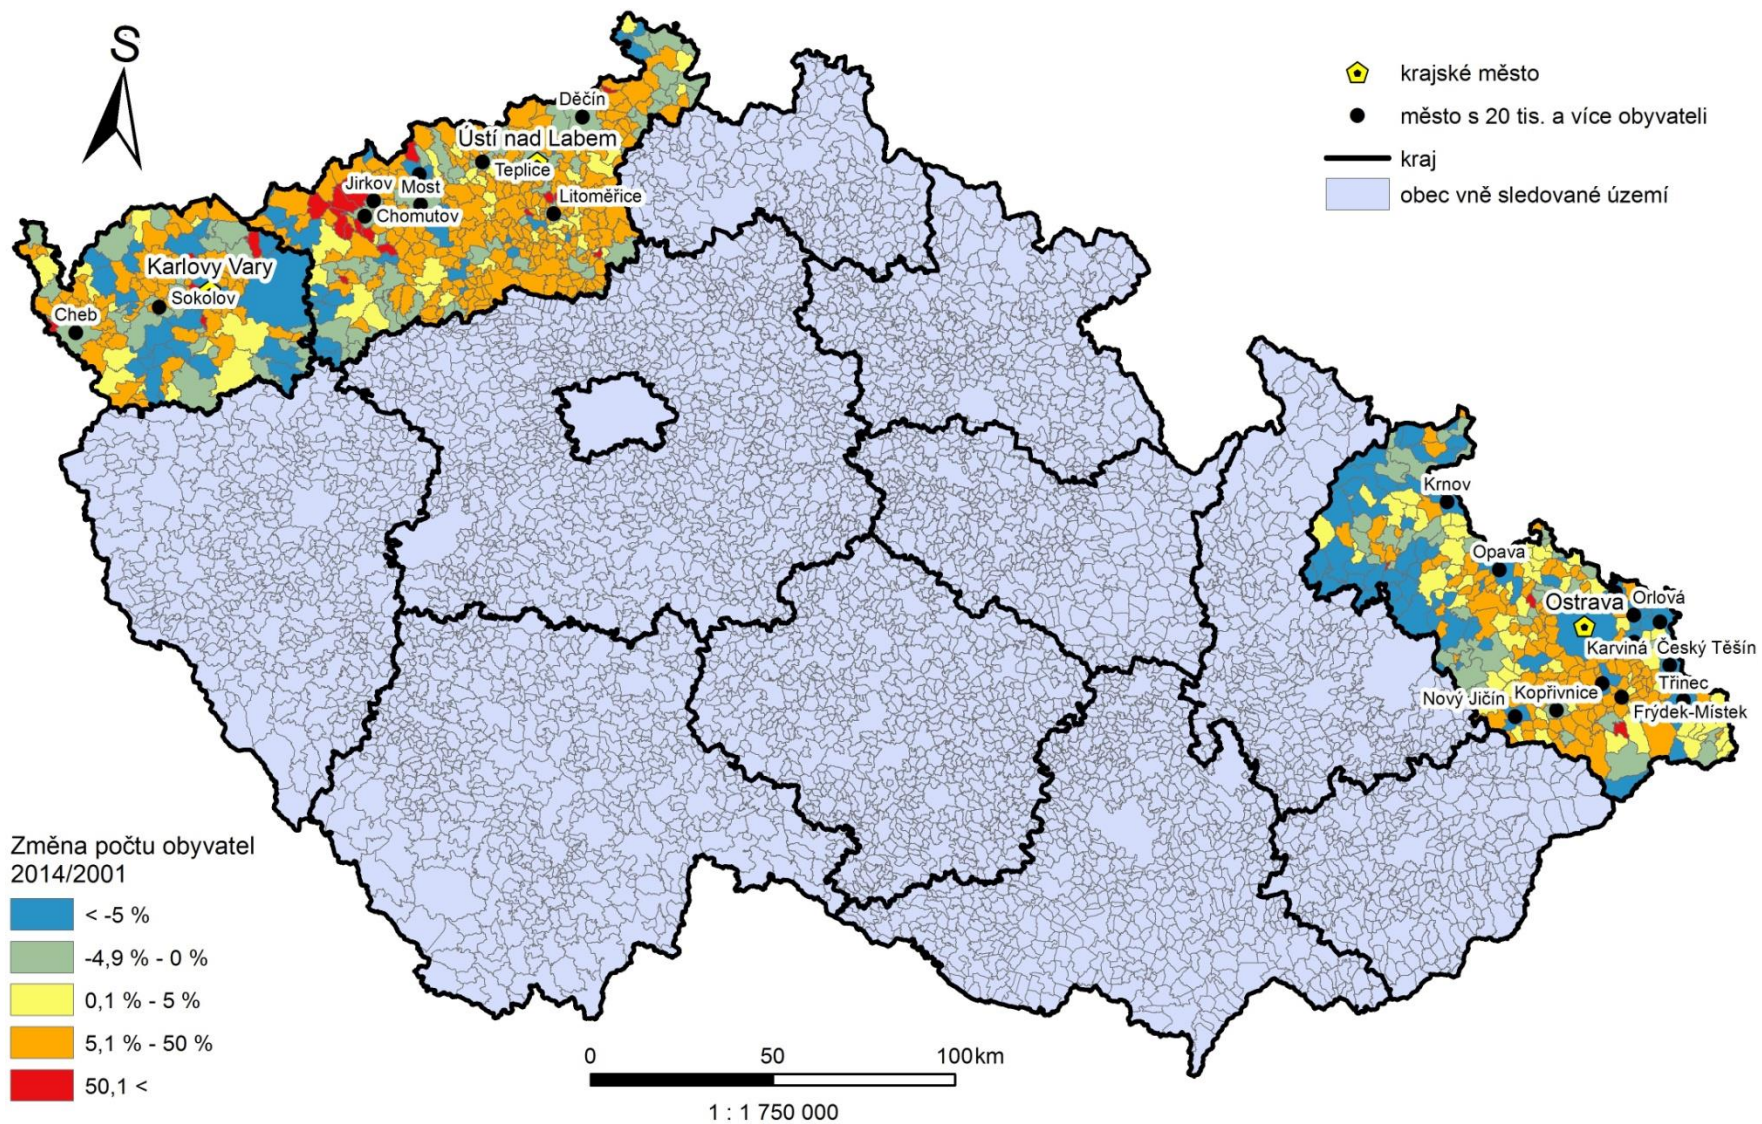 S
krajské město
město s 20 tis. a více obyvateli
kraj
obec vně sledované území
Děčín
Ústí nad Labem
Teplice
Jirkov
Most
Litoměřice
Chomutov
Karlovy Vary
Sokolov
Cheb
Krnov
Opava
Ostrava
Orlová
Karviná
Český Těšín
Třinec
Nový Jičín
Kopřivnice
Frýdek-Místek
Změna počtu obyvatel
2014/2001
< -5 %
-4,9 % - 0 %
0,1 % - 5 %
5,1 % - 50 %
50,1 <
0 50 100km
1 : 1 750 000